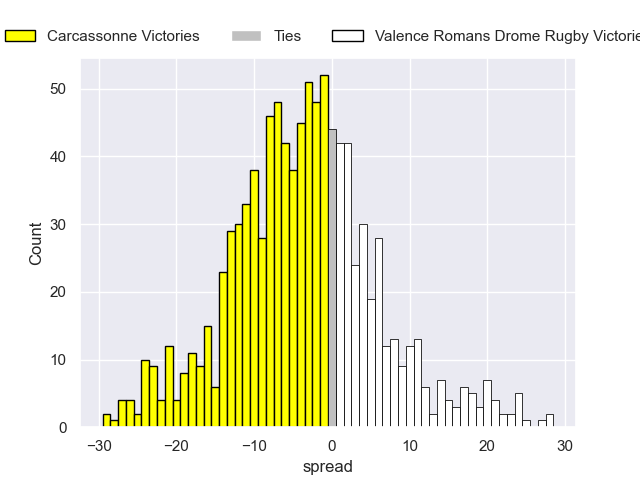 Carcassonne Victories Ties Valence Romans Drome Rugby Victorie
50
40
30
20
10
0
Count
−30 −20 −10 0 10 20 30
spread